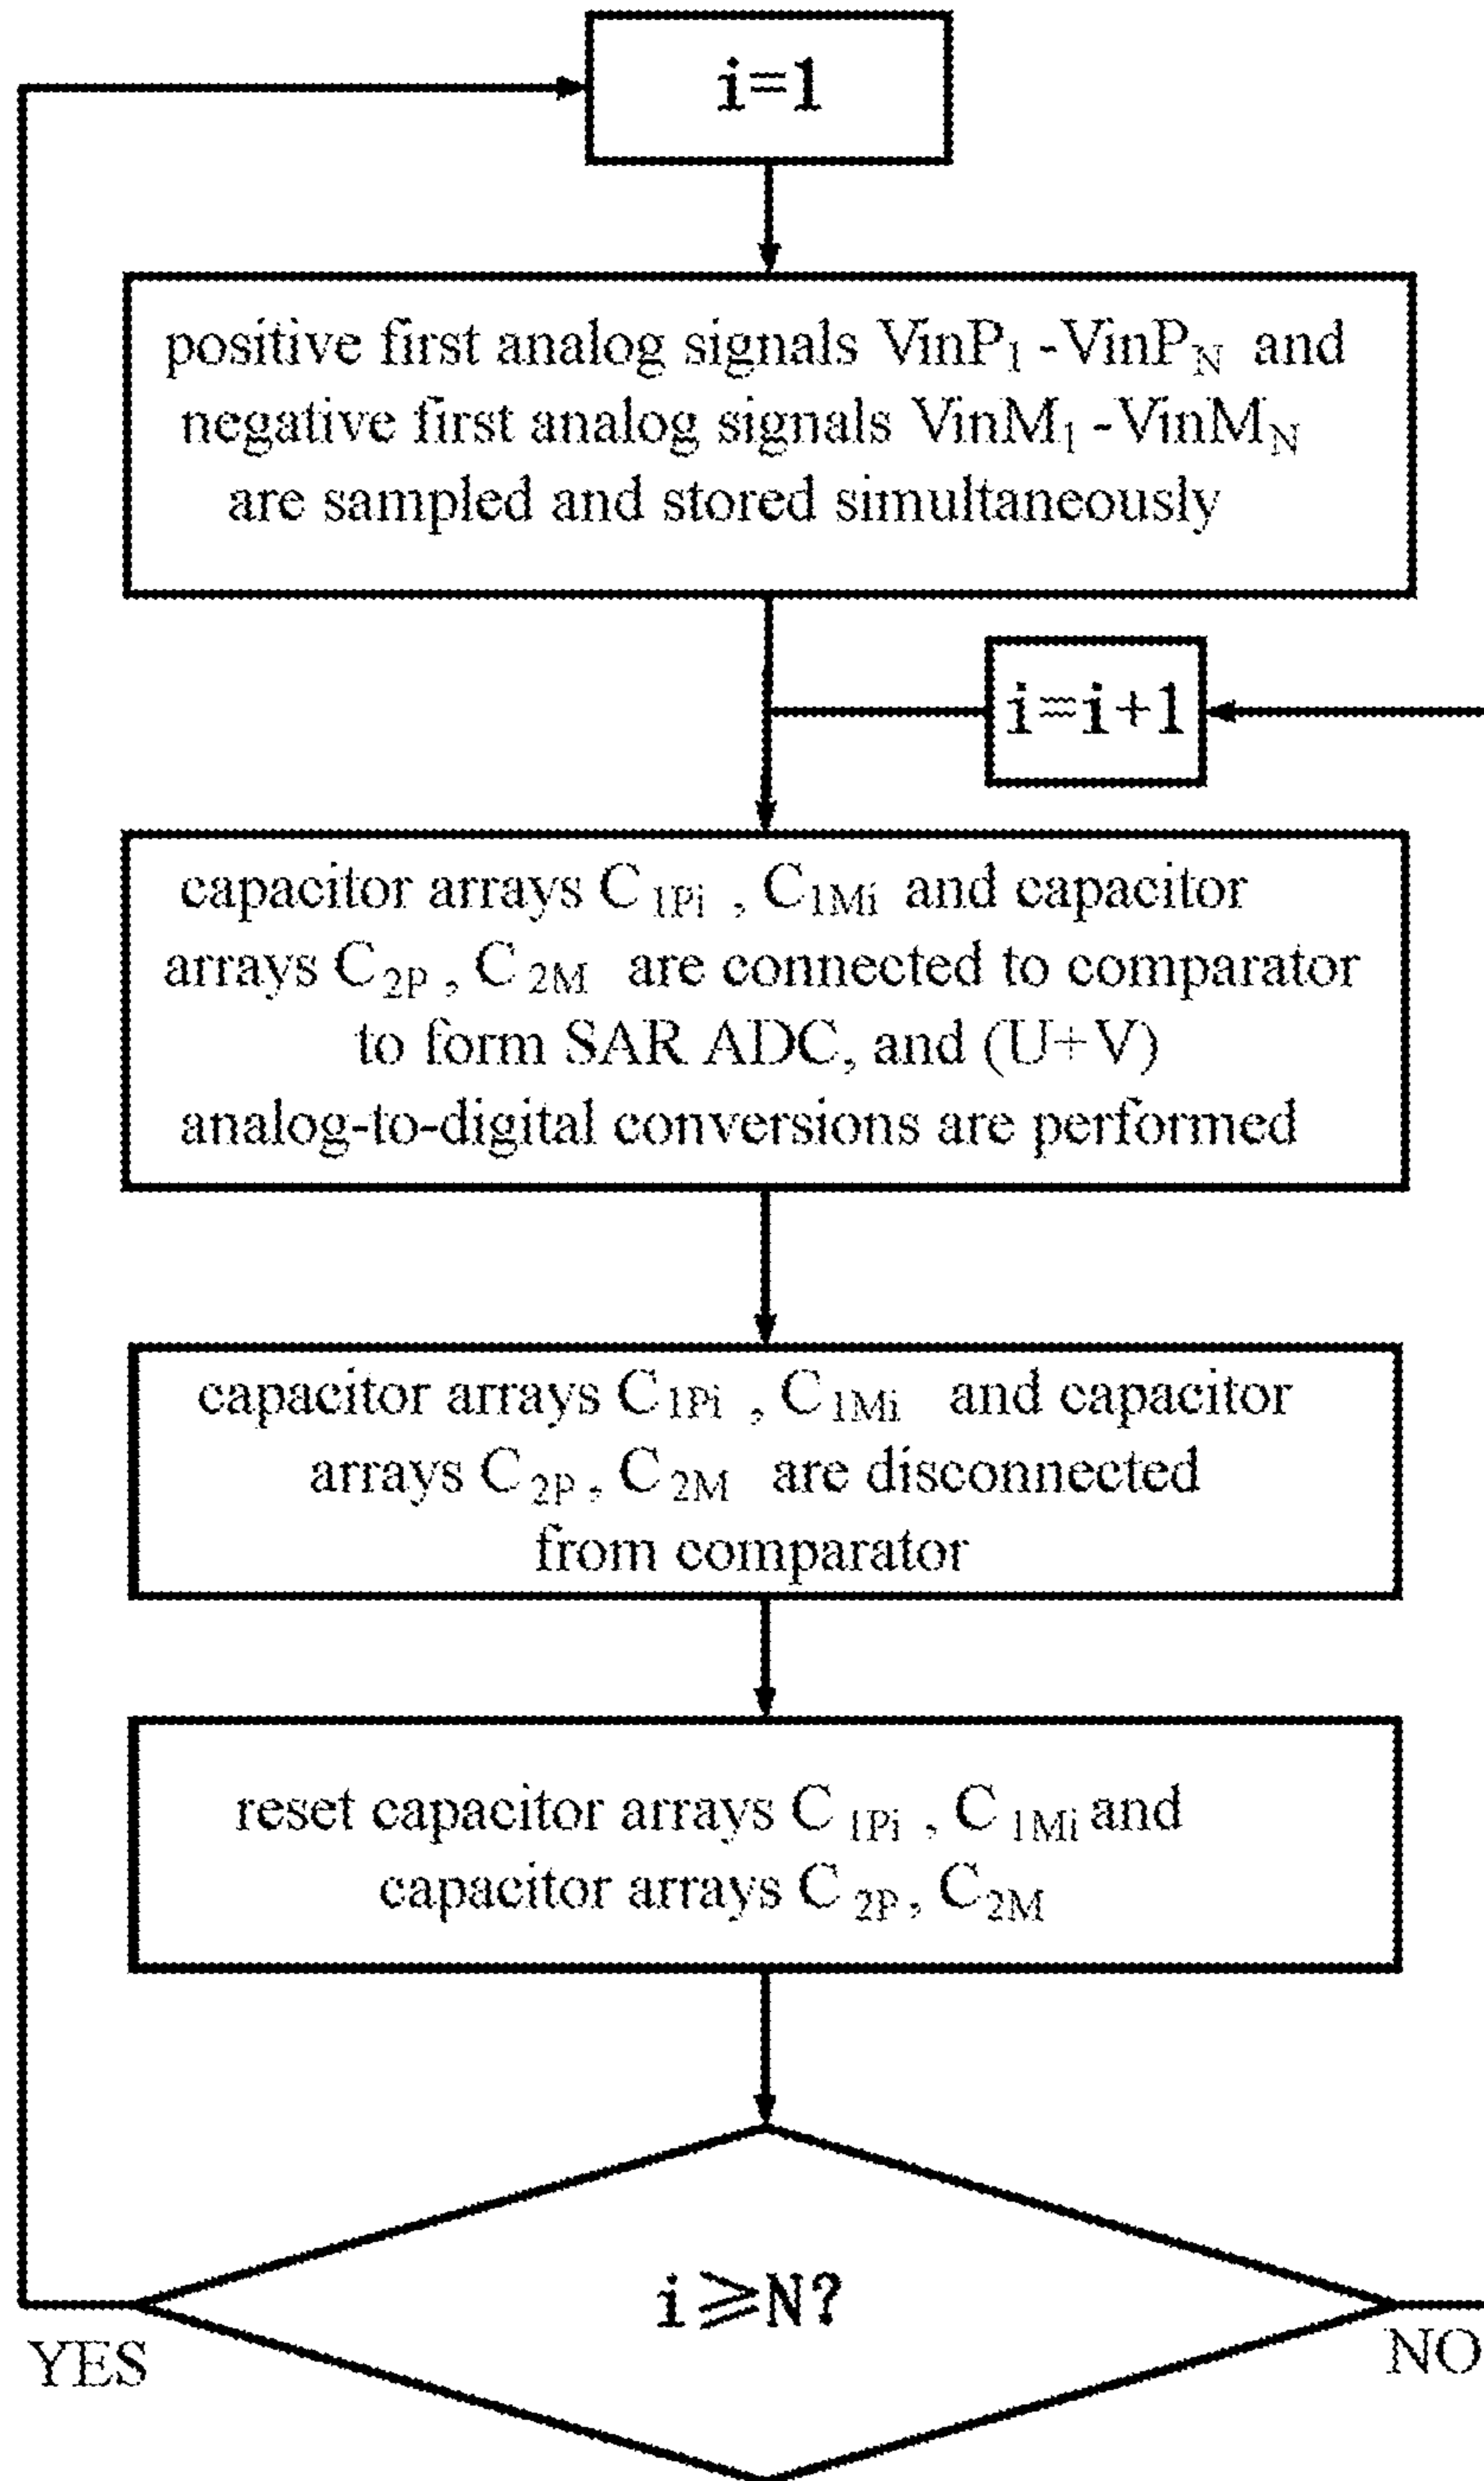 i=1
positive first analog signals VinP₁ -VinP_N and
negative first analog signals VinM₁ -VinM_N
are sampled and stored simultaneously
i=i+1
capacitor arrays C₁Pi , C₁Mi and capacitor
arrays C₂P , C₂M are connected to comparator
to form SAR ADC, and (U+V)
analog-to-digital conversions are performed
capacitor arrays C₁Pi , C₁Mi and capacitor
arrays C₂P , C₂M are disconnected
from comparator
reset capacitor arrays C₁Pi , C₁Mi and
capacitor arrays C₂P , C₂M
i⩾N?
YES
NO